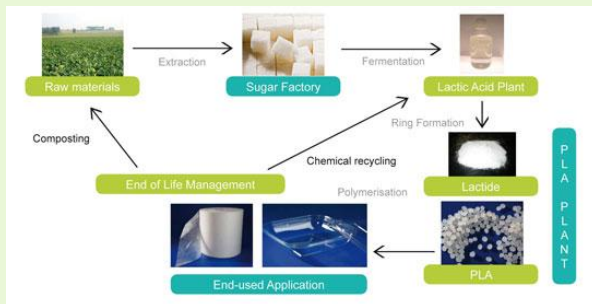 Extraction
Fermentation
Raw materials
Sugar Factory
Lactic Acid Plant
Ring Formation
Composting
Chemical recycling
End of Life Management
Lactide
Polymerisation
PLA PLANT
PLA
End-used Application